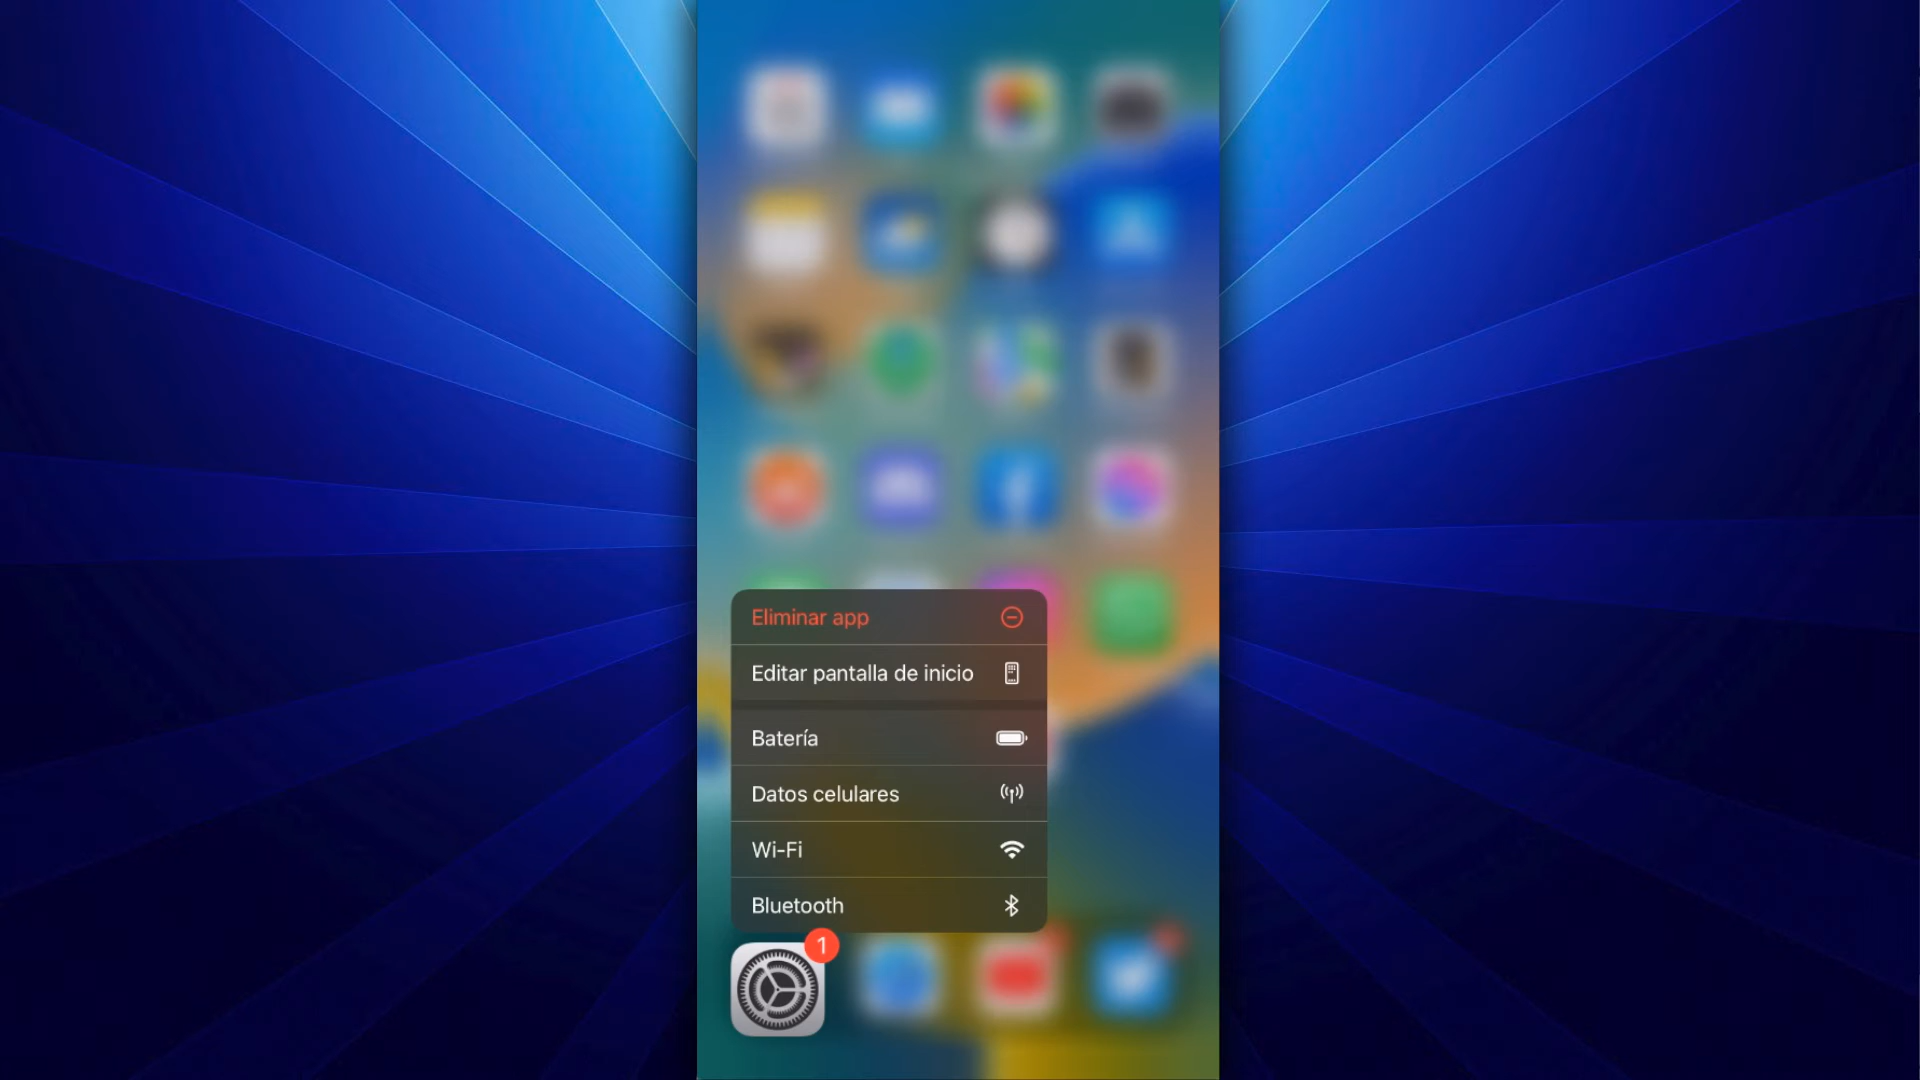 Eliminar app
Editar pantalla de inicio
Batería
Datos celulares
Wi-Fi
Bluetooth
1